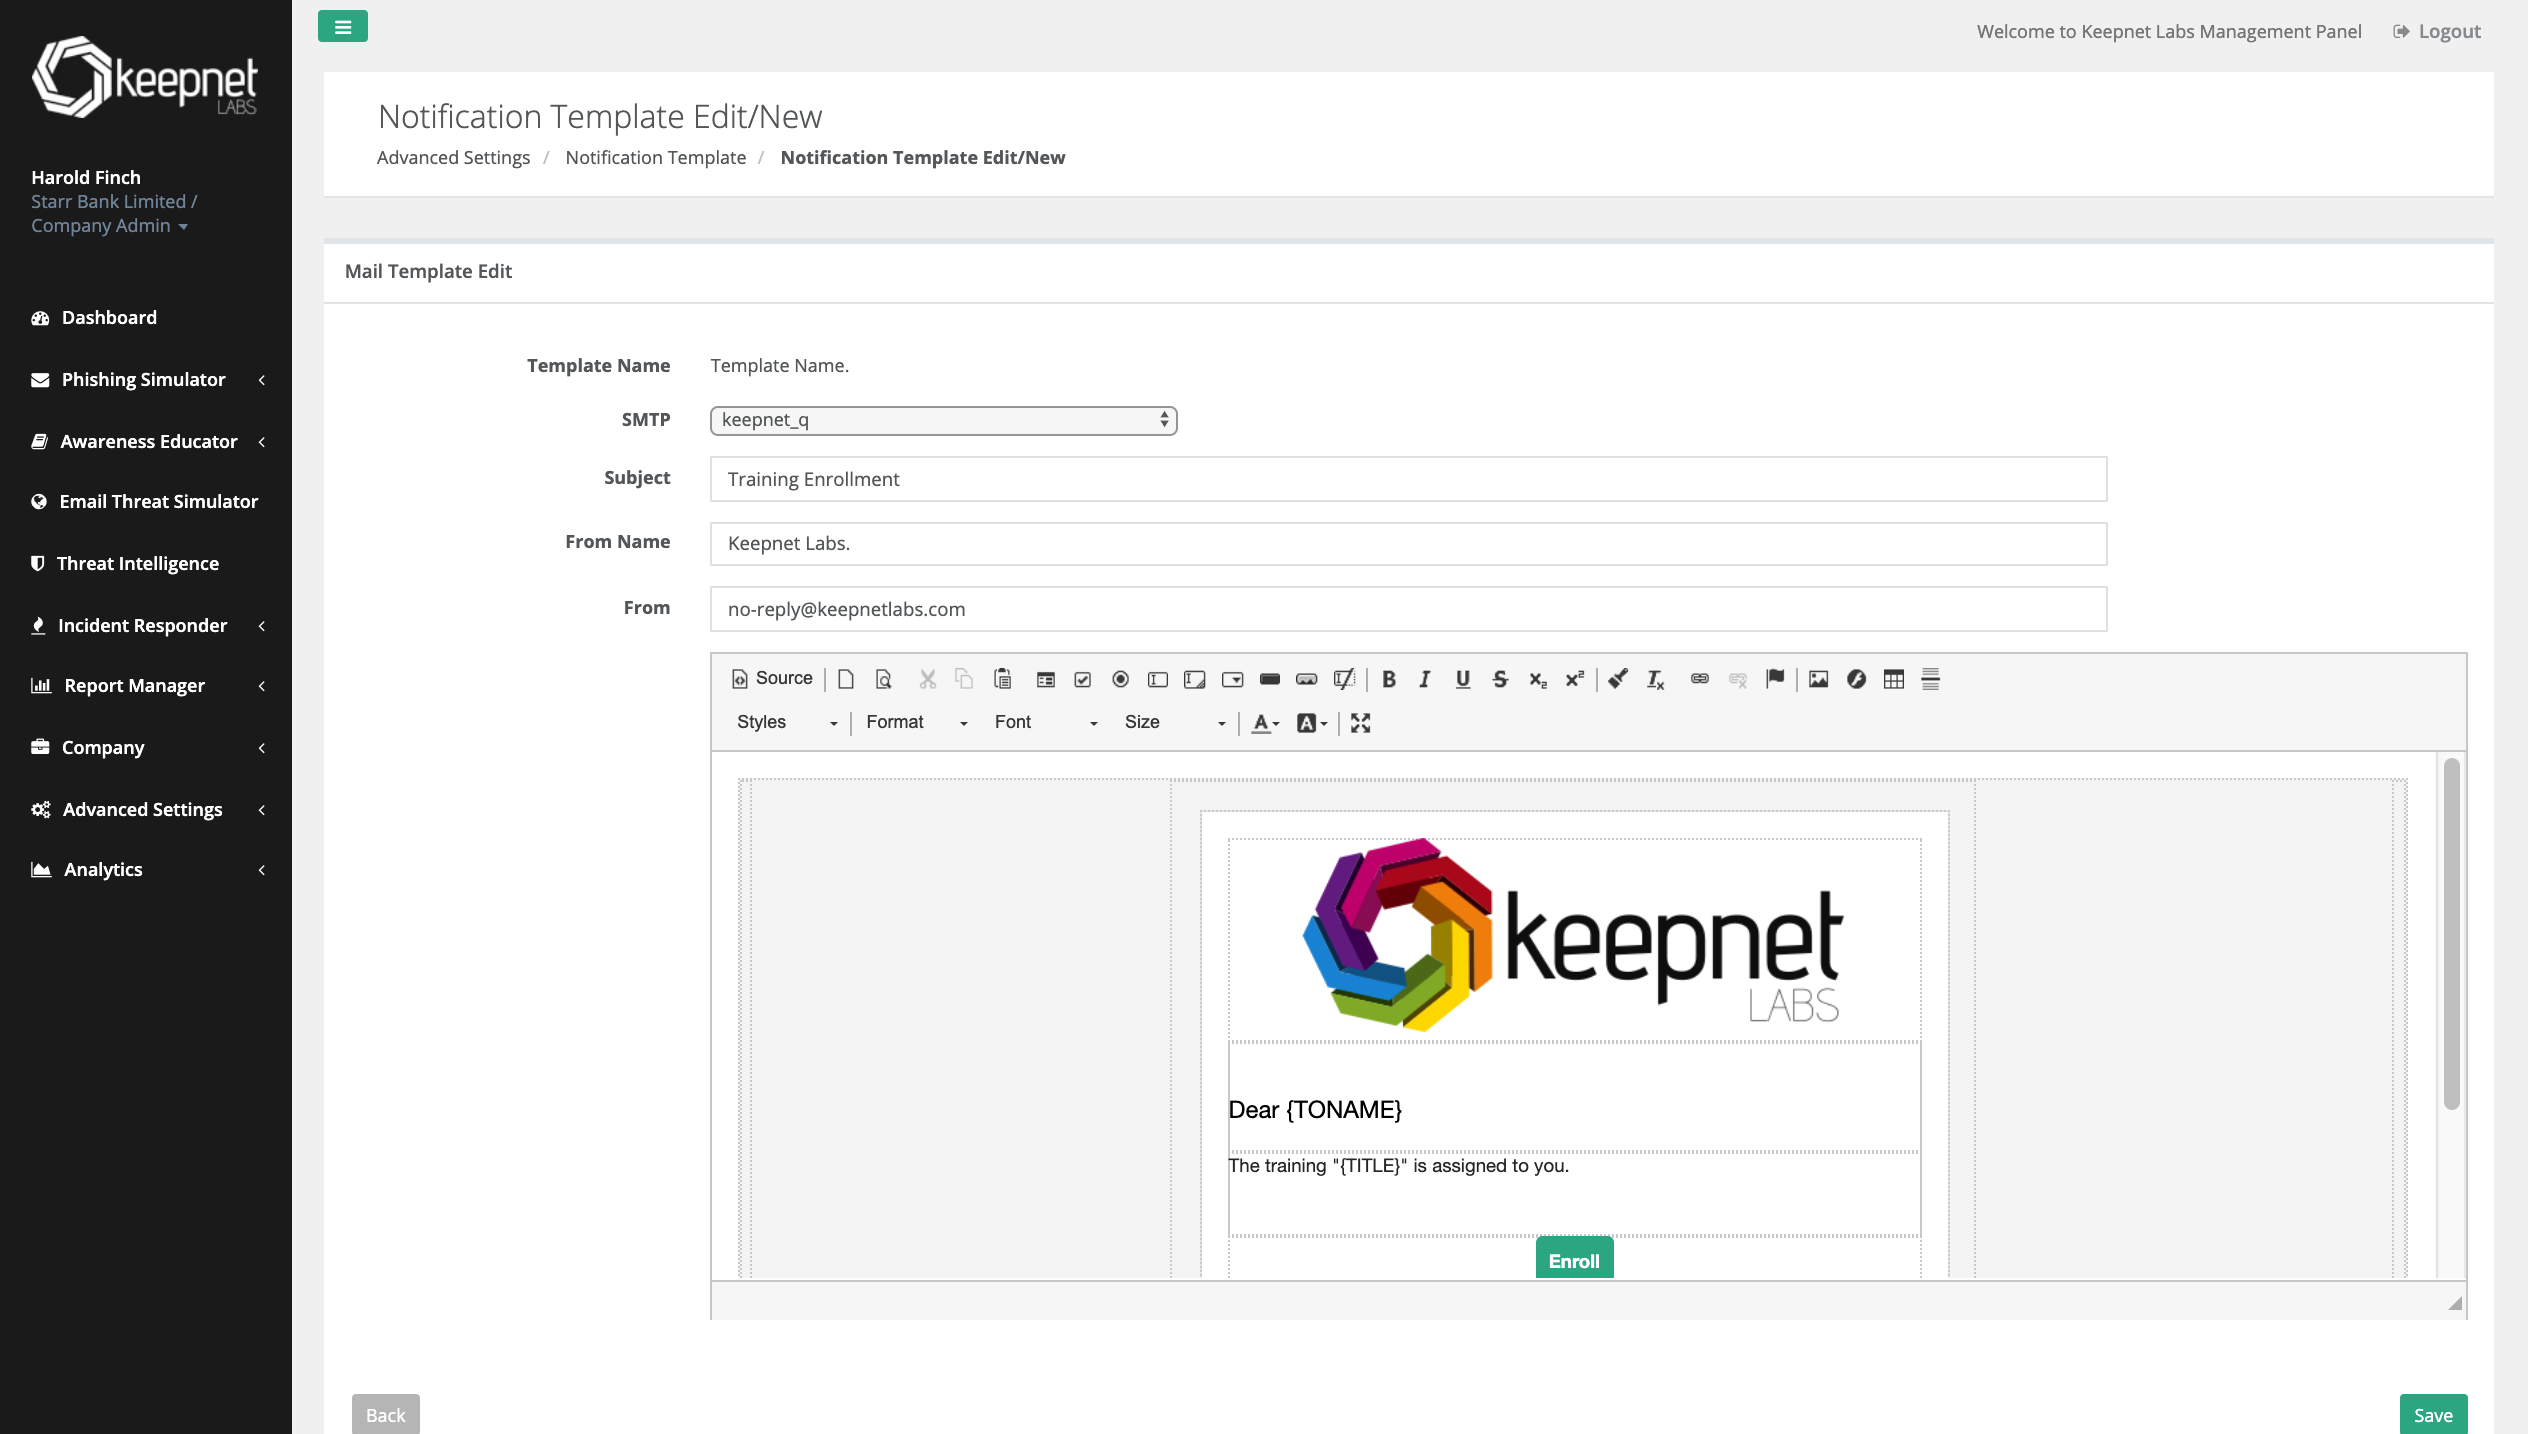 keepnet
LABS
Harold Finch
Starr Bank Limited /
Company Admin
Dashboard
Phishing Simulator
Awareness Educator
Email Threat Simulator
Threat Intelligence
Incident Responder
Report Manager
Company
Advanced Settings
Analytics
Welcome to Keepnet Labs Management Panel
Logout
Notification Template Edit/New
Advanced Settings / Notification Template / Notification Template Edit/New
Mail Template Edit
Template Name Template Name.
SMTP keepnet_q
Subject Training Enrollment
From Name Keepnet Labs.
From no-reply@keepnetlabs.com
Source
Styles Format Font Size
keepnet
LABS
Dear {TONAME}
The training "{TITLE}" is assigned to you.
Enroll
Back Save